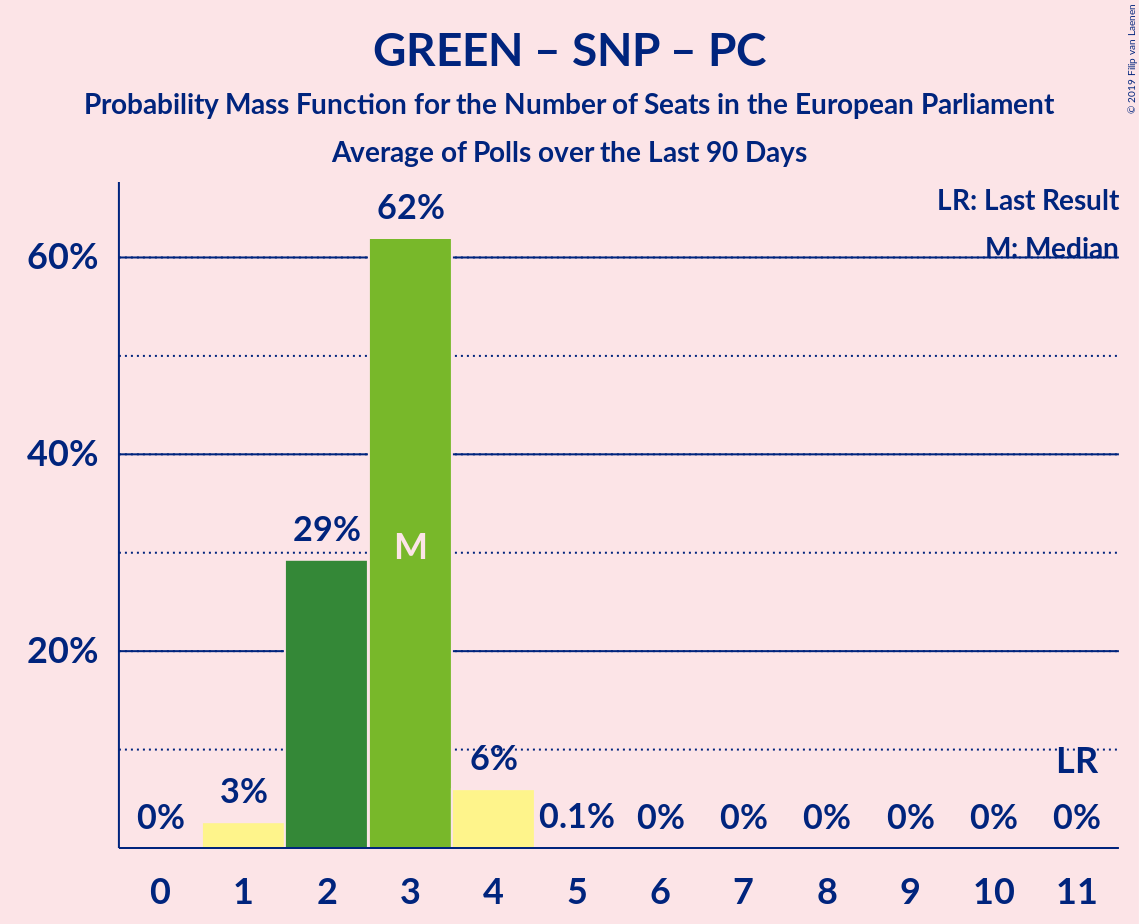 GREEN – SNP – PC
Probability Mass Function for the Number of Seats in the European Parliament
Average of Polls over the Last 90 Days
© 2019 Filip van Laenen
LR: Last Result
M: Median
60%
40%
20%
0%
3%
29%
62%
M
6%
0.1%
0%
0%
0%
0%
0%
LR
0%
0 1 2 3 4 5 6 7 8 9 10 11